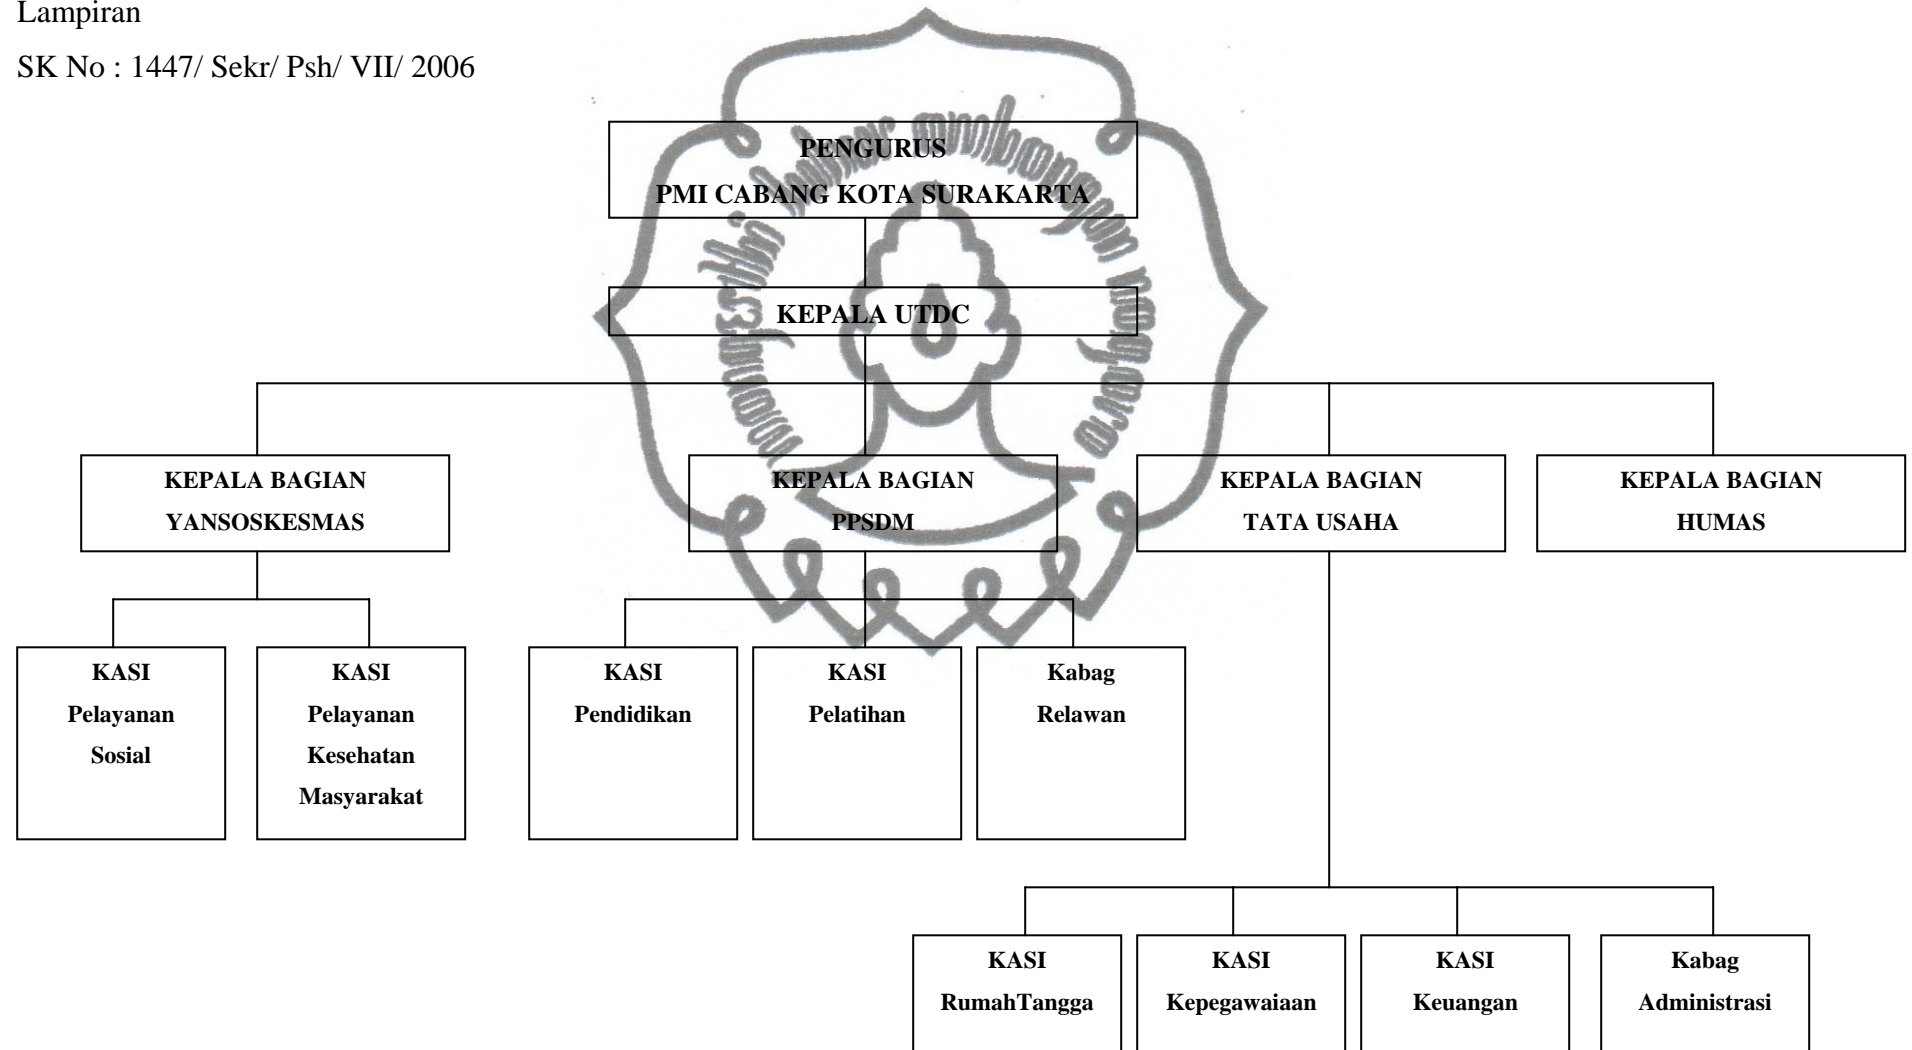 Lampiran
SK No : 1447/ Sekr/ Psh/ VII/ 2006
PENGURUS
PMI CABANG KOTA SURAKARTA
KEPALA UTDC
KEPALA BAGIAN
YANSOSKESMAS
KEPALA BAGIAN
PPSDM
KEPALA BAGIAN
TATA USAHA
KEPALA BAGIAN
HUMAS
KASI
Pelayanan
Sosial
KASI
Pelayanan
Kesehatan
Masyarakat
KASI
Pendidikan
KASI
Pelatihan
Kabag
Relawan
KASI
RumahTangga
KASI
Kepegawaiaan
KASI
Keuangan
Kabag
Administrasi